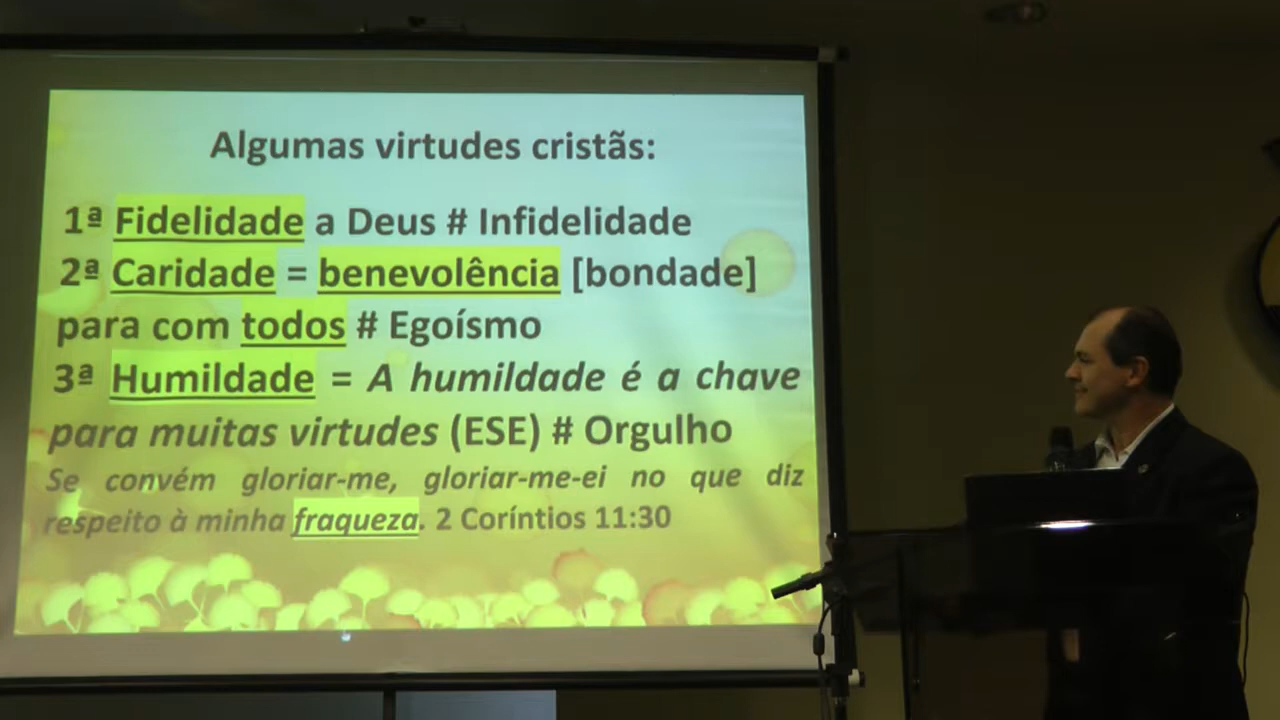 Algumas virtudes cristãs:
1ª Fidelidade a Deus # Infidelidade
2ª Caridade = benevolência [bondade]
para com todos # Egoísmo
3ª Humildade = A humildade é a chave
para muitas virtudes (ESE) # Orgulho
Se convém gloriar-me, gloriar-me-ei no que diz
respeito à minha fraqueza. 2 Coríntios 11:30